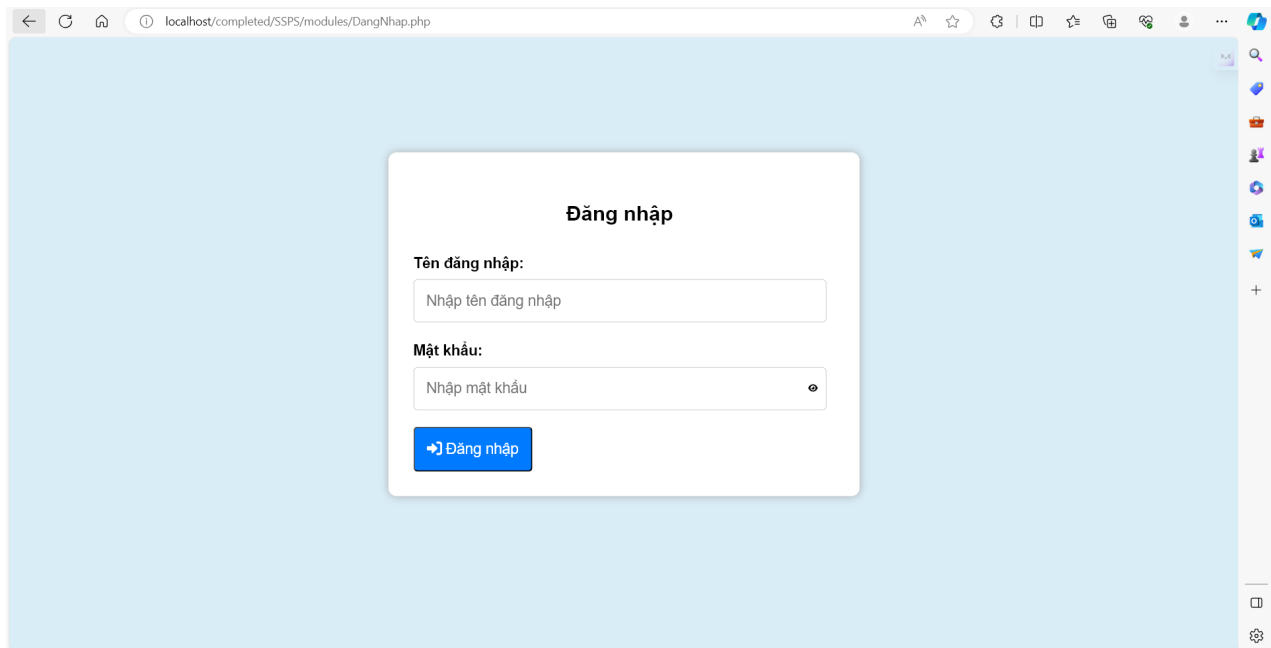 localhost/completed/SSPS/modules/DangNhap.php
Đăng nhập
Tên đăng nhập:
Nhập tên đăng nhập
Mật khẩu:
Nhập mật khẩu
Đăng nhập